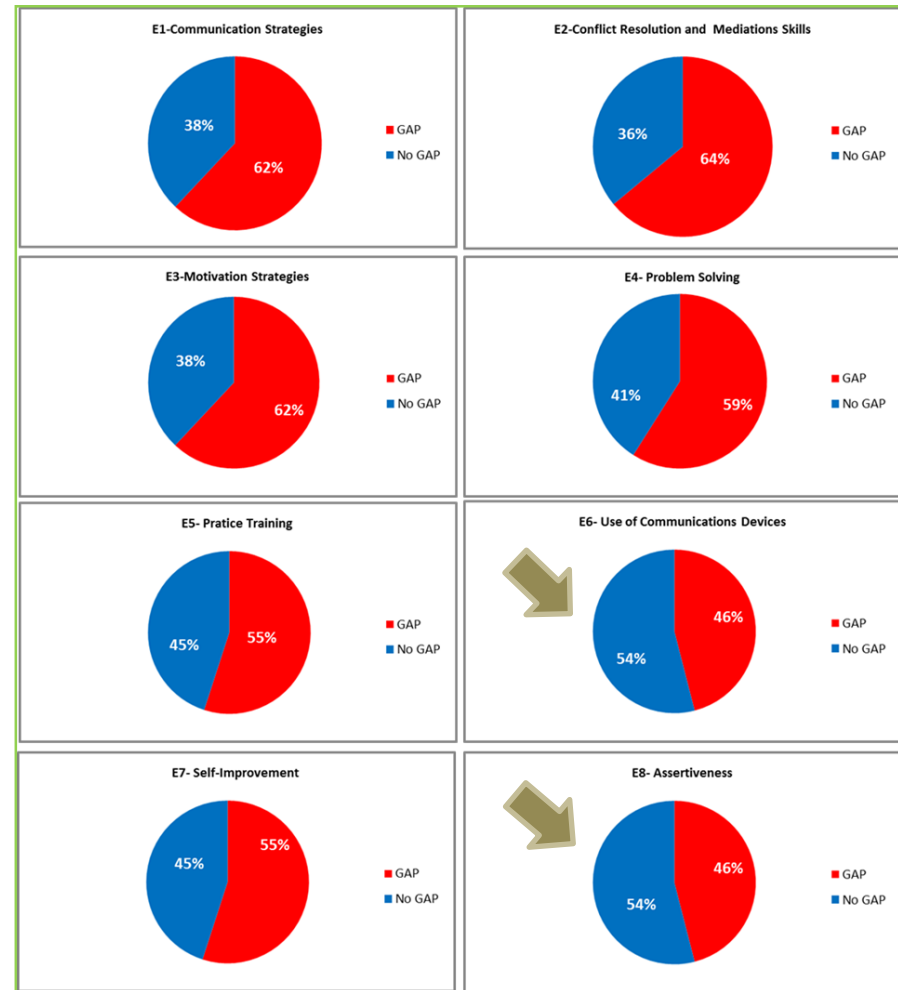 E1-Communication Strategies
38%
62%
GAP
No GAP
E2-Conflict Resolution and Mediations Skills
36%
64%
GAP
No GAP
E3-Motivation Strategies
38%
62%
GAP
No GAP
E4- Problem Solving
41%
59%
GAP
No GAP
E5- Pratice Training
45%
55%
GAP
No GAP
E6- Use of Communications Devices
46%
54%
GAP
No GAP
E7- Self-Improvement
55%
45%
GAP
No GAP
E8- Assertiveness
46%
54%
GAP
No GAP